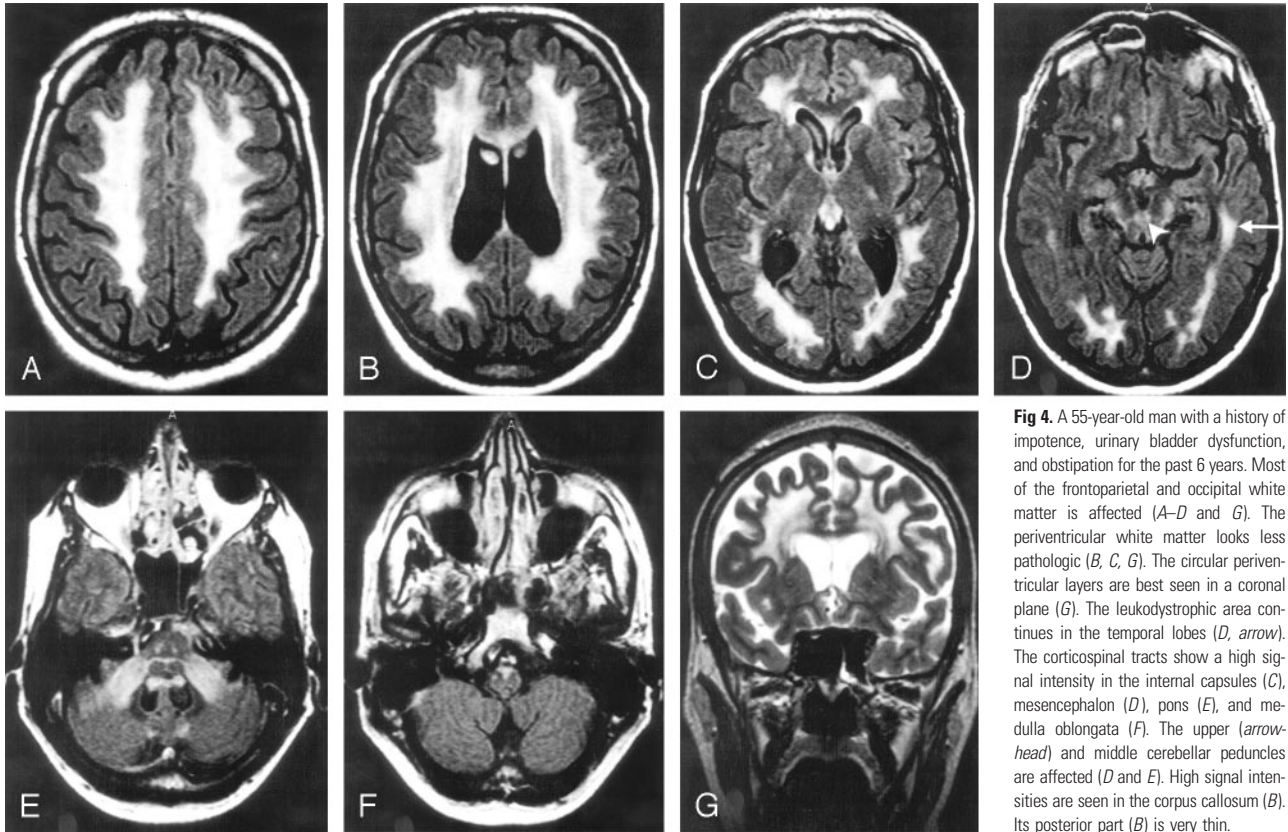 A
A
B
C
A
D
A
E
A
F
G
Fig 4. A 55-year-old man with a history of
impotence, urinary bladder dysfunction,
and obstipation for the past 6 years. Most
of the frontoparietal and occipital white
matter is affected (A–D and G). The
periventricular white matter looks less
pathologic (B, C, G). The circular periven-
tricular layers are best seen in a coronal
plane (G). The leukodystrophic area con-
tinues in the temporal lobes (D, arrow).
The corticospinal tracts show a high sig-
nal intensity in the internal capsules (C),
mesencephalon (D), pons (E), and me-
dulla oblongata (F). The upper (arrow-
head) and middle cerebellar peduncles
are affected (D and E). High signal inten-
sities are seen in the corpus callosum (B).
Its posterior part (B) is very thin.